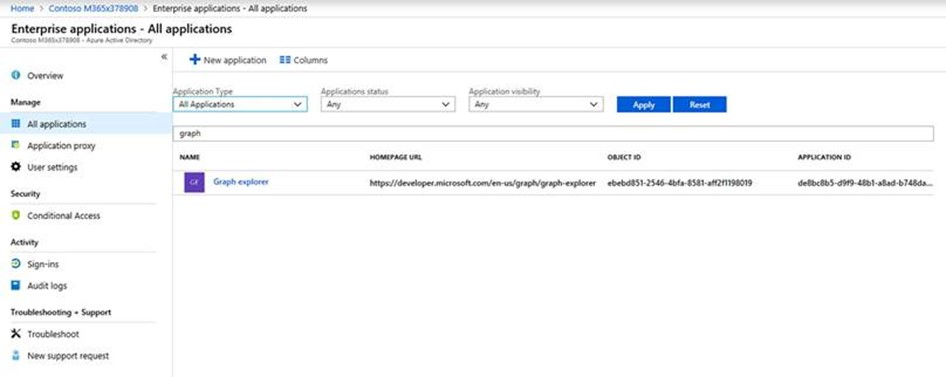 Home > Contoso M365x378908 > Enterprise applications - All applications
Enterprise applications - All applications
Contoso M365x378908 - Azure Active Directory
«
Overview
Manage
All applications
Application proxy
User settings
Security
Conditional Access
Activity
Sign-ins
Audit logs
Troubleshooting + Support
Troubleshoot
New support request
+ New application Columns
Application Type Applications status Application visibility
All Applications Any Any Apply Reset
graph
NAME HOMEPAGE URL OBJECT ID APPLICATION ID
GE Graph explorer https://developer.microsoft.com/en-us/graph/graph-explorer ebebd851-2546-4bfa-8581-aff2f1198019 de8bc8b5-d9f9-48b1-a8ad-b748da...